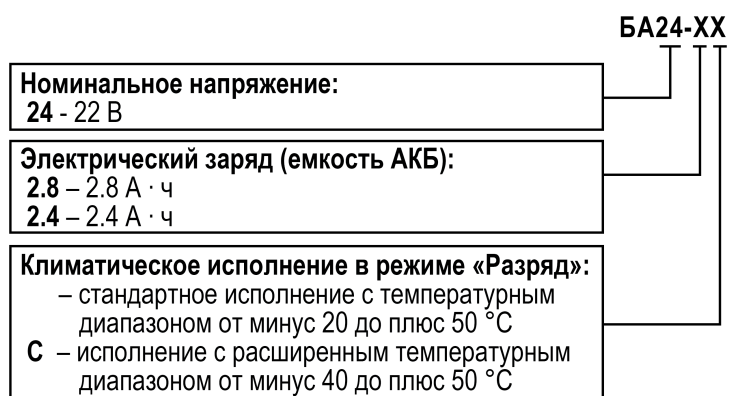 БА24-XX
Номинальное напряжение:
24 - 22 В
Электрический заряд (емкость АКБ):
2.8 – 2.8 А · ч
2.4 – 2.4 А · ч
Климатическое исполнение в режиме «Разряд»:
– стандартное исполнение с температурным
диапазоном от минус 20 до плюс 50 °С
С – исполнение с расширенным температурным
диапазоном от минус 40 до плюс 50 °С